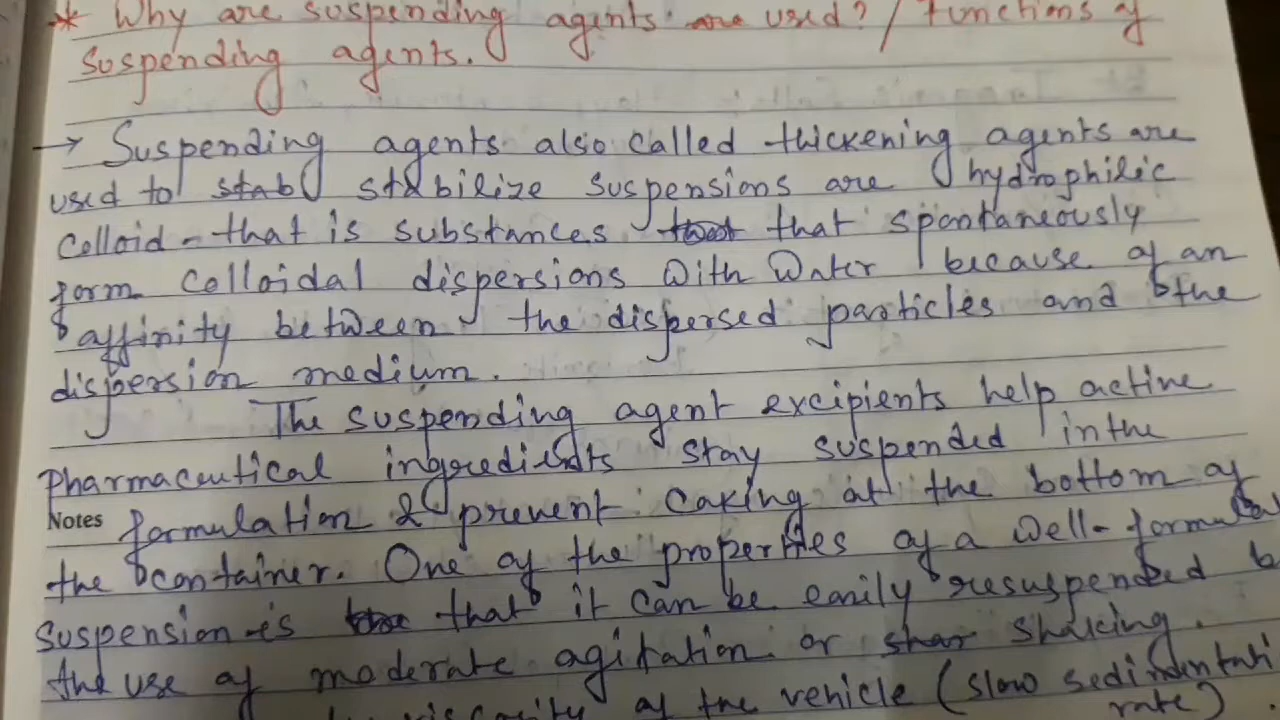 * Why are suspending agents are used? / Functions of
suspending agents.
→ Suspending agents also called thickening agents are
used to stab stabilize suspensions are hydrophilic
colloid - that is substances that that spontaneously
form colloidal dispersions with water because of an
affinity between the dispersed particles and the
dispersion medium.
The suspending agent excipients help active
Pharmaceutical ingredients stay suspended in the
Notes formulation & prevent caking at the bottom of
the container. One of the properties of a well-
suspension is that it can be easily resuspended
the use of moderate agitation or shar shaking.
of the vehicle (slow
rate).